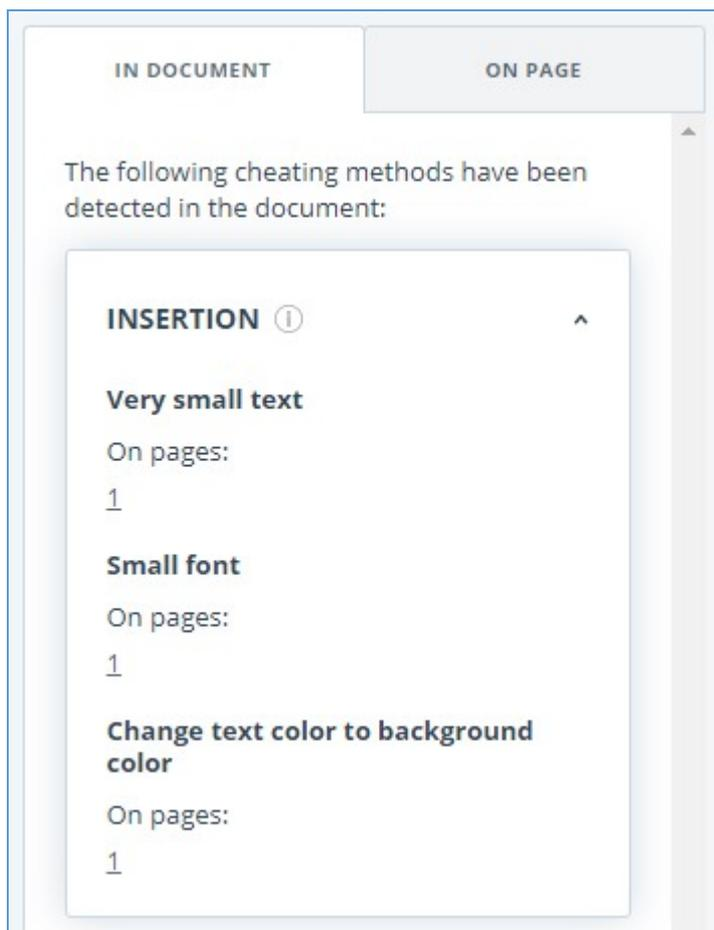 IN DOCUMENT
ON PAGE
The following cheating methods have been
detected in the document:
INSERTION
Very small text
On pages:
1
Small font
On pages:
1
Change text color to background
color
On pages:
1